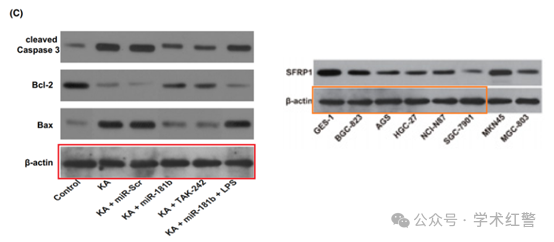 (C)
cleaved
Caspase 3
Bcl-2
Bax
β-actin
Control
KA
KA + miR-Scr
KA + miR-181b
KA + TAK-242
KA + miR-181b + LPS
SFRP1
β-actin
GES-1
BGC-823
AGS
HGC-27
NCI-N87
SGC-7901
MKN45
MGC-803
公众号 · 学术红警